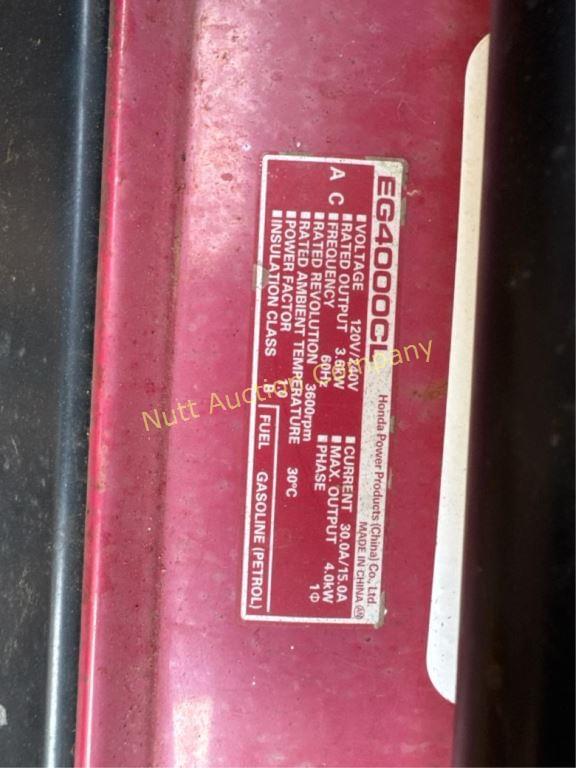 EG4000CL Honda Power Products (China) Co., Ltd.
MADE IN CHINA
A C
■VOLTAGE 120V/240V ■CURRENT 30.0A/15.0A
■RATED OUTPUT 3.6kW ■MAX. OUTPUT 4.0kW
■FREQUENCY 60Hz ■PHASE 1Φ
■RATED REVOLUTION 3600rpm
■RATED AMBIENT TEMPERATURE 30°C
■POWER FACTOR 1.0
■INSULATION CLASS B FUEL GASOLINE (PETROL)
Nutt Auction Company